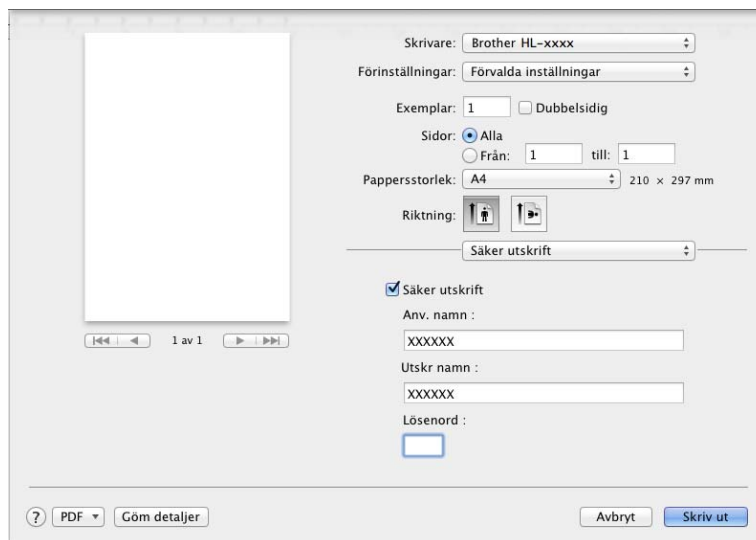 Skrivare: Brother HL-xxxx
Förinställningar: Förvalda inställningar
Exemplar: 1 Dubbelsidig
Sidor: Alla
Från: 1 till: 1
Pappersstorlek: A4 210 × 297 mm
Riktning:
Säker utskrift
Säker utskrift
Anv. namn :
XXXXXX
Utskr namn :
XXXXXX
Lösenord :
1 av 1
? PDF Göm detaljer Avbryt Skriv ut